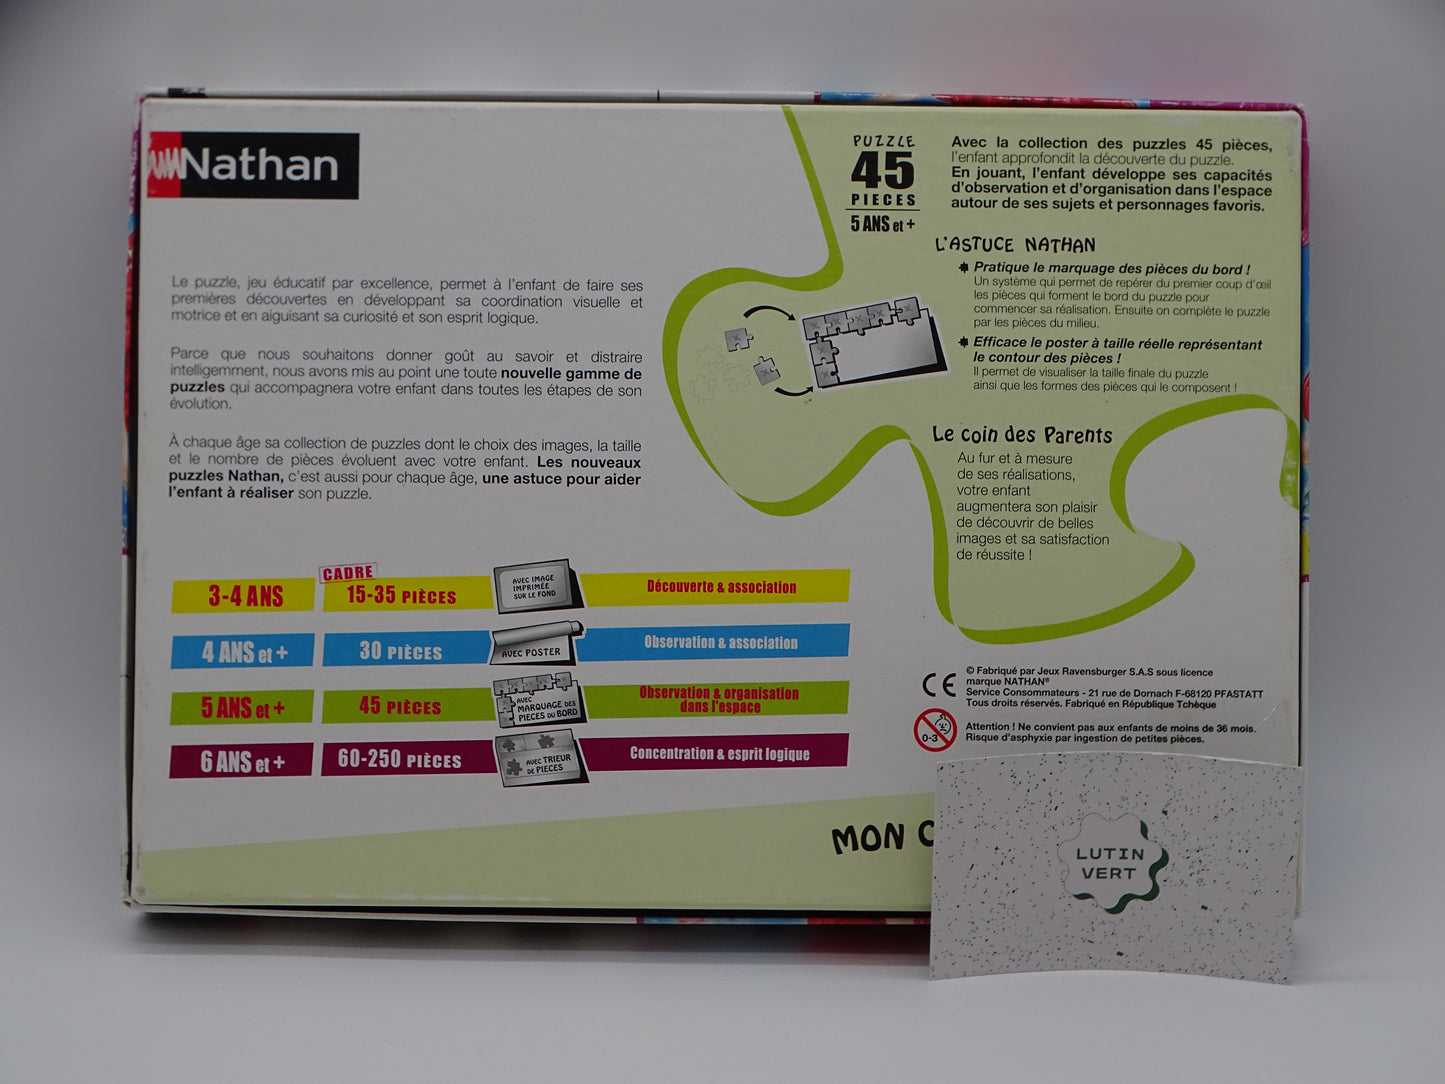 Nathan
Le puzzle, jeu éducatif par excellence, permet à l'enfant de faire ses
premières découvertes en développant sa coordination visuelle et
motrice et en aiguisant sa curiosité et son esprit logique.
Parce que nous souhaitons donner goût au savoir et distraire
intelligemment, nous avons mis au point une toute nouvelle gamme de
puzzles qui accompagnera votre enfant dans toutes les étapes de son
évolution.
À chaque âge sa collection de puzzles dont le choix des images, la taille
et le nombre de pièces évoluent avec votre enfant. Les nouveaux
puzzles Nathan, c'est aussi pour chaque âge, une astuce pour aider
l'enfant à réaliser son puzzle.
PUZZLE
45
PIECES
5 ANS et +
Avec la collection des puzzles 45 pièces,
l'enfant approfondit la découverte du puzzle.
En jouant, l'enfant développe ses capacités
d'observation et d'organisation dans l'espace
autour de ses sujets et personnages favoris.
L'ASTUCE NATHAN
Pratique le marquage des pièces du bord !
Un système qui permet de repérer du premier coup d'œil
les pièces qui forment le bord du puzzle pour
commencer sa réalisation. Ensuite on complète le puzzle
par les pièces du milieu.
Efficace le poster à taille réelle représentant
le contour des pièces !
Il permet de visualiser la taille finale du puzzle
ainsi que les formes des pièces qui le composent !
Le coin des Parents
Au fur et à mesure
de ses réalisations,
votre enfant
augmentera son plaisir
de découvrir de belles
images et sa satisfaction
de réussite !
CADRE
3-4 ANS 15-35 PIÈCES AVEC IMAGE
IMPRIMÉE
SUR LE FOND
Découverte & association
4 ANS et + 30 PIÈCES AVEC POSTER Observation & association
5 ANS et + 45 PIÈCES AVEC
MARQUAGE DES
PIECES DU BORD
Observation & organisation
dans l'espace
6 ANS et + 60-250 PIÈCES AVEC TRIEUR
DE PIECES
Concentration & esprit logique
CE
© Fabriqué par Jeux Ravensburger S.A.S sous licence
marque NATHAN®
Service Consommateurs - 21 rue de Dornach F-68120 PFASTATT
Tous droits réservés. Fabriqué en République Tchèque
0-3
Attention ! Ne convient pas aux enfants de moins de 36 mois.
Risque d'asphyxie par ingestion de petites pièces.
MON C
LUTIN
VERT